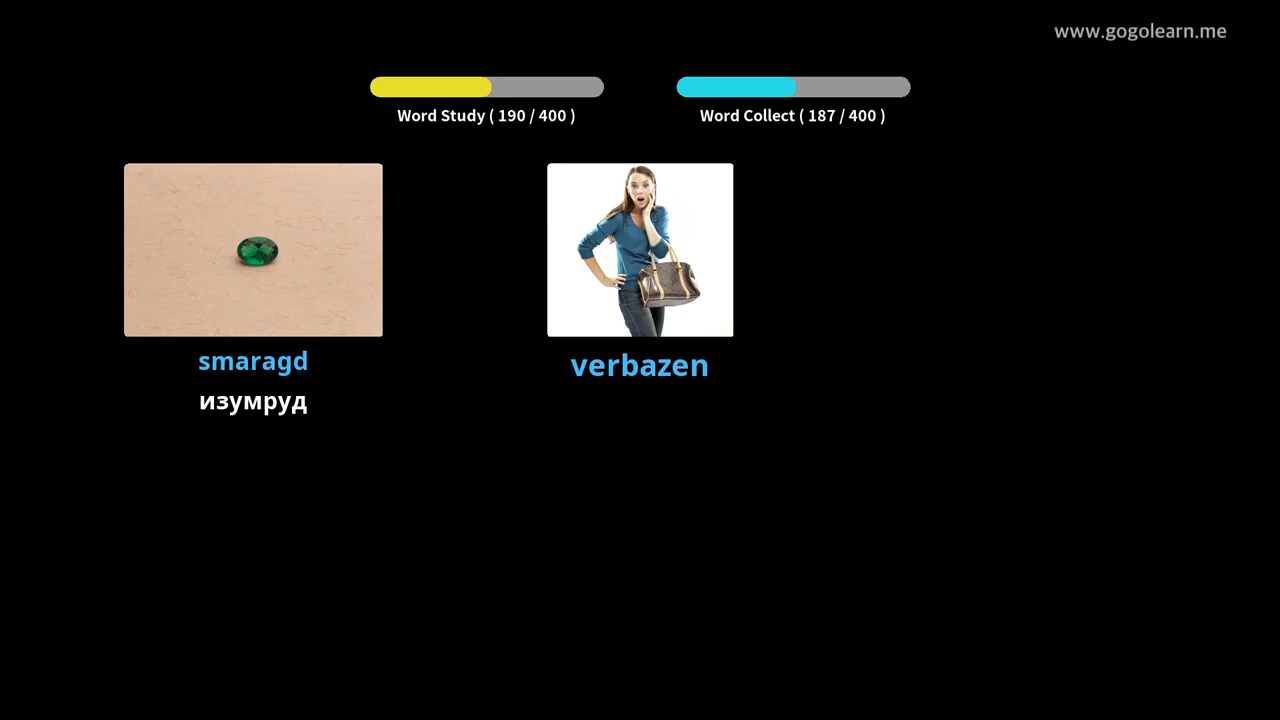 www.gogolearn.me
Word Study ( 190 / 400 )
Word Collect ( 187 / 400 )
smaragd
изумруд
verbazen